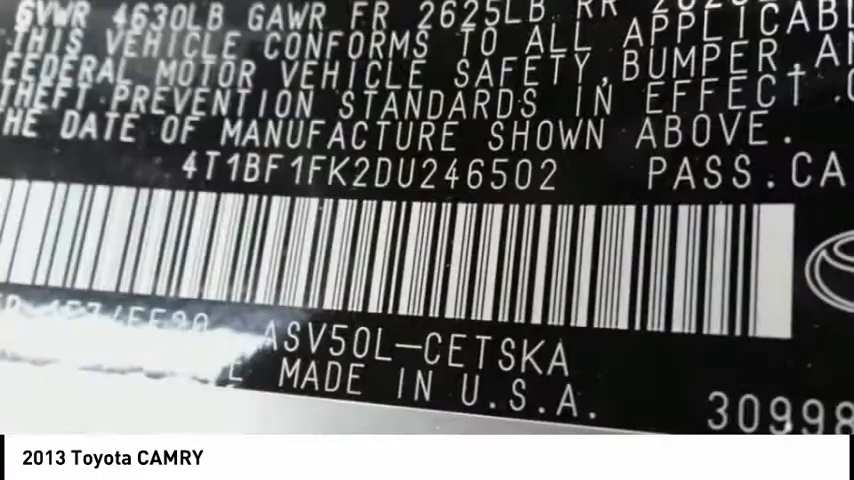 GVWR 4630LB GAWR FR 2625LB RR
THIS VEHICLE CONFORMS TO ALL APPLICABL
FEDERAL MOTOR VEHICLE SAFETY, BUMPER, AN
THEFT PREVENTION STANDARDS IN EFFECT
THE DATE OF MANUFACTURE SHOWN ABOVE.
4T1BF1FK2DU246502 PASS.CA
ASV50L-CETSKA
MADE IN U.S.A. 30998
2013 Toyota CAMRY